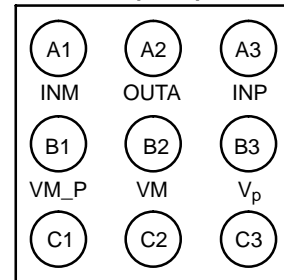 A1 A2 A3
INM OUTA INP
B1 B2 B3
VM_P VM Vp
C1 C2 C3